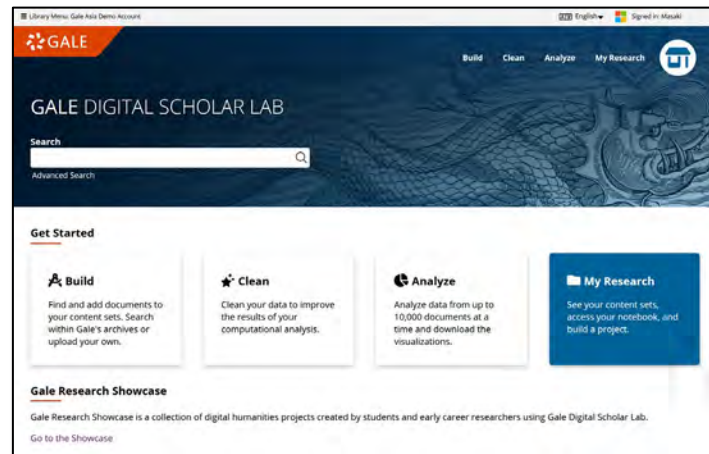 Library Menu: Gale Asia Demo Account
English
Signed in: Masaki
GALE
Build Clean Analyze My Research
GALE DIGITAL SCHOLAR LAB
Search
Advanced Search
Get Started
Build
Find and add documents to
your content sets. Search
within Gale's archives or
upload your own.
Clean
Clean your data to improve
the results of your
computational analysis.
Analyze
Analyze data from up to
10,000 documents at a
time and download the
visualizations.
My Research
See your content sets,
access your notebook, and
build a project.
Gale Research Showcase
Gale Research Showcase is a collection of digital humanities projects created by students and early career researchers using Gale Digital Scholar Lab.
Go to the Showcase